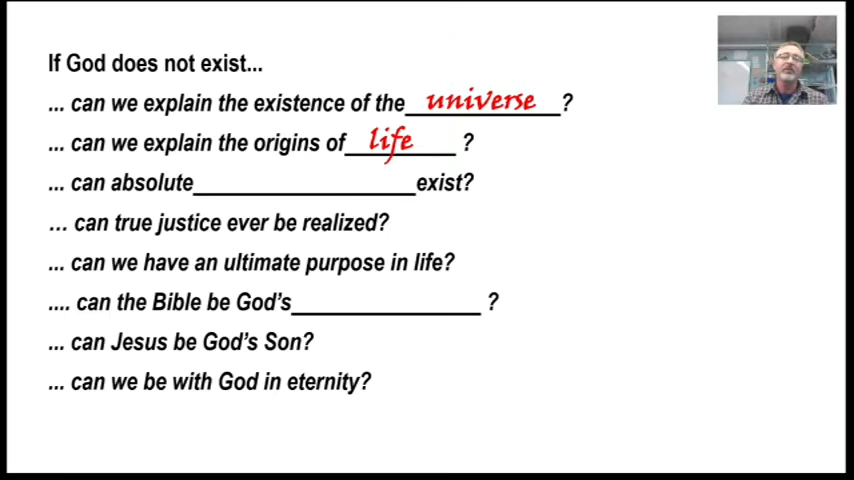 If God does not exist...
... can we explain the existence of the universe ?
... can we explain the origins of life ?
... can absolute____________________exist?
... can true justice ever be realized?
... can we have an ultimate purpose in life?
.... can the Bible be God's_________________ ?
... can Jesus be God's Son?
... can we be with God in eternity?